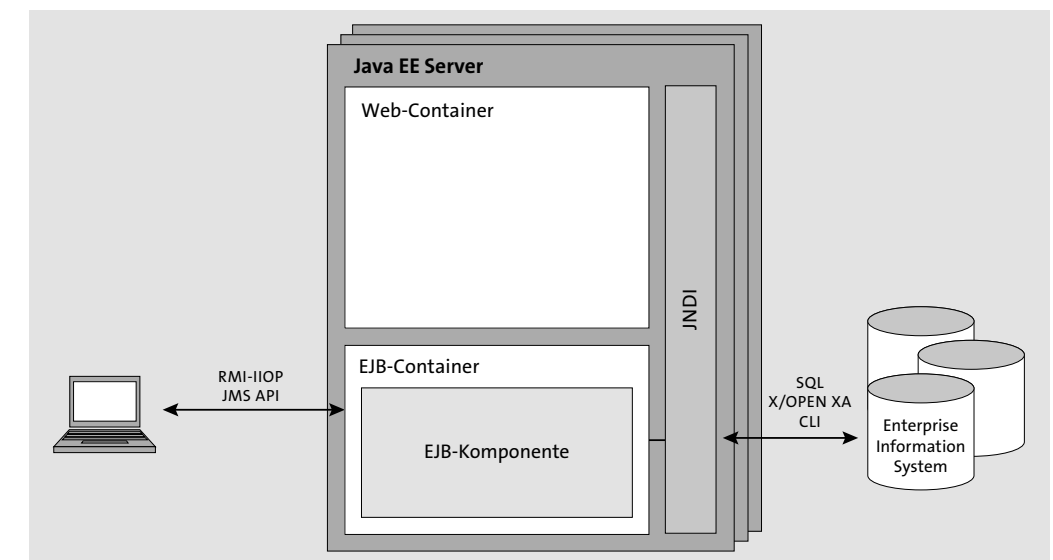 Java EE Server
Web-Container
JNDI
EJB-Container
EJB-Komponente
RMI-IIOP
JMS API
SQL
X/OPEN XA
CLI
Enterprise
Information
System